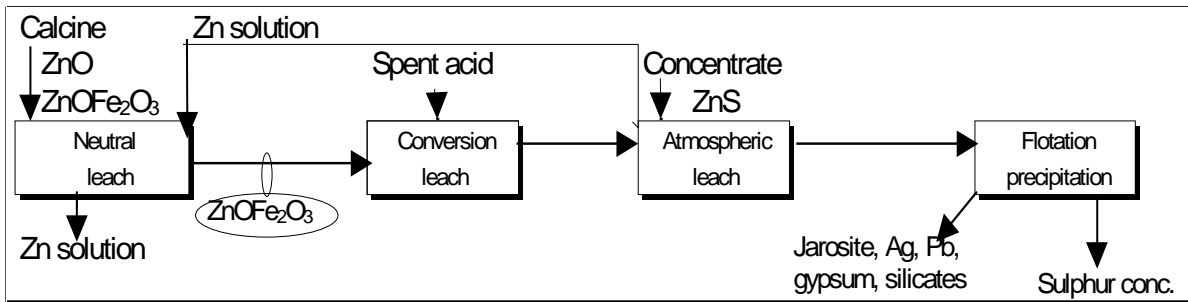 Calcine
Zn solution
ZnO
Spent acid
Concentrate
ZnOFe₂O₃
ZnS
Neutral
leach
Conversion
leach
Atmospheric
leach
Flotation
precipitation
ZnOFe₂O₃
Zn solution
Jarosite, Ag, Pb,
gypsum, silicates
Sulphur conc.